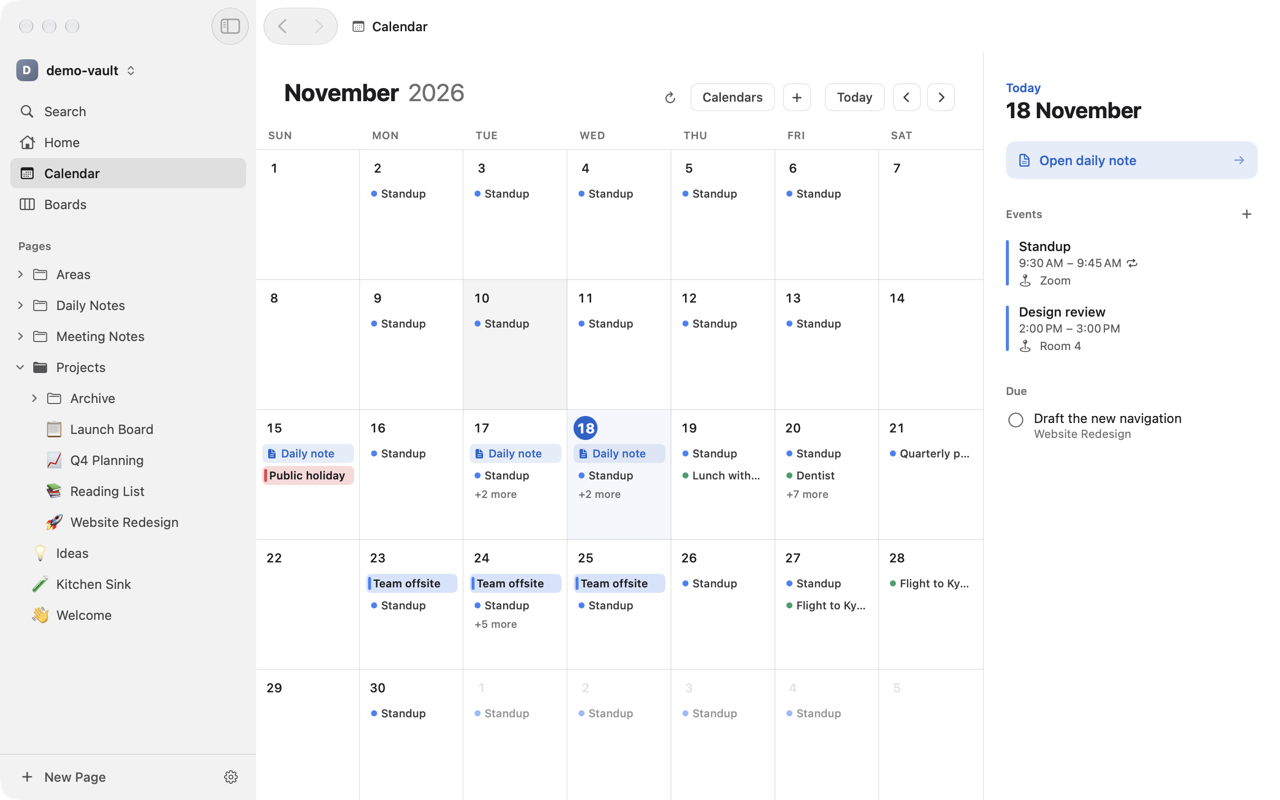 Calendar
D demo-vault
Search
Home
Calendar
Boards
Pages
Areas
Daily Notes
Meeting Notes
Projects
Archive
Launch Board
Q4 Planning
Reading List
Website Redesign
Ideas
Kitchen Sink
Welcome
New Page
November 2026
Calendars
Today
SUN MON TUE WED THU FRI SAT
1 2 3 4 5 6 7
Standup Standup Standup Standup Standup
8 9 10 11 12 13 14
Standup Standup Standup Standup Standup
15 16 17 18 19 20 21
Daily note Standup Daily note Daily note Standup Standup Quarterly p...
Public holiday Standup Standup Lunch with... Dentist
+2 more +2 more +7 more
22 23 24 25 26 27 28
Team offsite Team offsite Team offsite Standup Standup Flight to Ky...
Standup Standup Standup Flight to Ky...
+5 more
29 30 1 2 3 4 5
Standup Standup Standup Standup Standup
Today
18 November
Open daily note
Events
Standup
9:30 AM – 9:45 AM
Zoom
Design review
2:00 PM – 3:00 PM
Room 4
Due
Draft the new navigation
Website Redesign